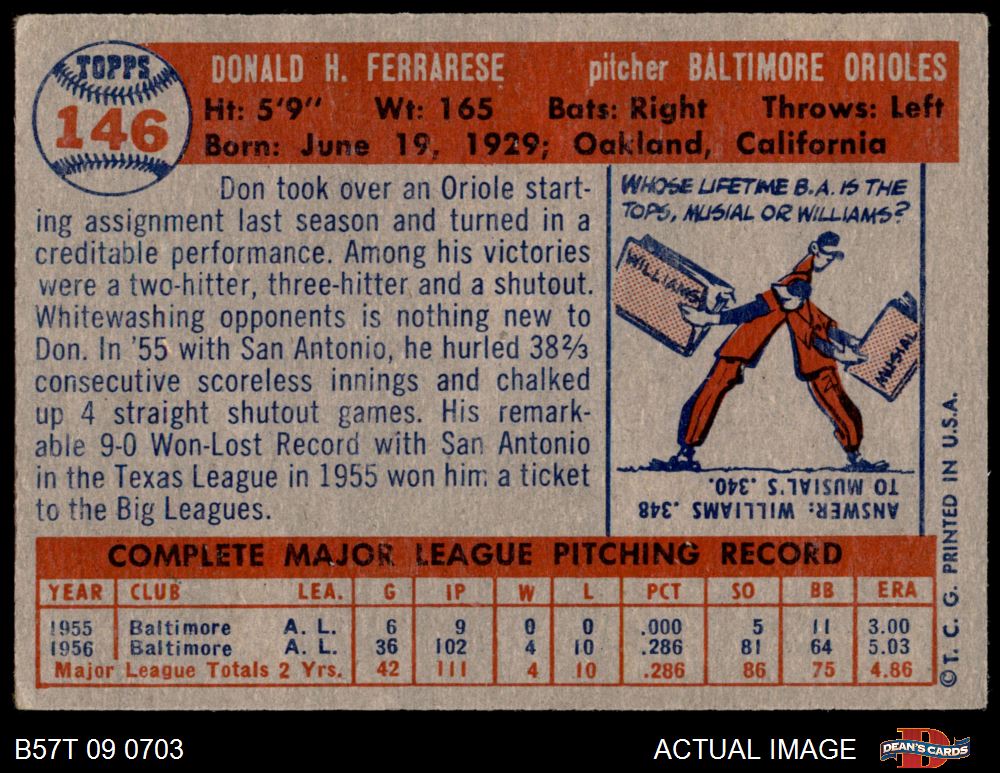 TOPPS
146
DONALD H. FERRARESE pitcher BALTIMORE ORIOLES
Ht: 5'9" Wt: 165 Bats: Right Throws: Left
Born: June 19, 1929; Oakland, California
Don took over an Oriole start-
ing assignment last season and turned in a
creditable performance. Among his victories
were a two-hitter, three-hitter and a shutout.
Whitewashing opponents is nothing new to
Don. In '55 with San Antonio, he hurled 38⅔
consecutive scoreless innings and chalked
up 4 straight shutout games. His remark-
able 9-0 Won-Lost Record with San Antonio
in the Texas League in 1955 won him a ticket
to the Big Leagues.
WHOSE LIFETIME B.A. IS THE
TOPS, MUSIAL OR WILLIAMS?
WILLIAMS
MUSIAL
ANSWER: WILLIAMS .348
TO MUSIAL'S .340.
COMPLETE MAJOR LEAGUE PITCHING RECORD
YEAR CLUB LEA. G IP W L PCT SO BB ERA
1955 Baltimore A. L. 6 9 0 0 .000 5 11 3.00
1956 Baltimore A. L. 36 102 4 10 .286 81 64 5.03
Major League Totals 2 Yrs. 42 111 4 10 .286 86 75 4.86
©T. C. G. PRINTED IN U.S.A.
B57T 09 0703 ACTUAL IMAGE
DEAN'S CARDS